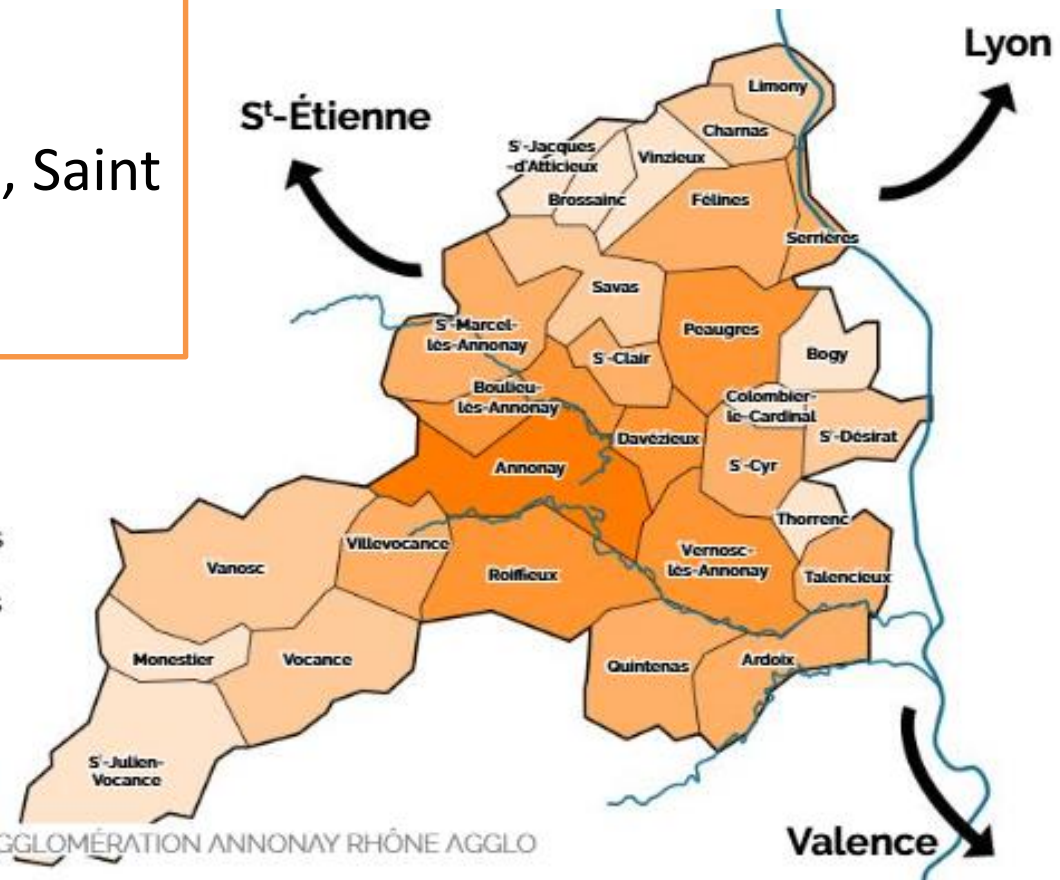 Lyon
St-Étienne
, Saint
Limony
Charnas
St-Jacques
-d'Atticieux
Vinzieux
Brossainc
Félines
Serrières
Savas
Peaugres
St-Marcel-
lès-Annonay
St-Clair
Bogy
Boulieu-
lès-Annonay
Colombier-
le-Cardinal
St-Désirat
Davézieux
St-Cyr
Annonay
Thorrenc
s
Villevocance
Vernosc-
lès-Annonay
Vanosc
Roiffieux
Talencieux
s
Monestier
Vocance
Quintenas
Ardoix
St-Julien-
Vocance
GGLOMÉRATION ANNONAY RHÔNE AGGLO
Valence